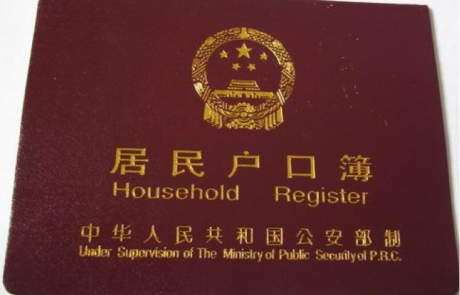 居民户口簿
Household Register
中华人民共和国公安部制
Under Supervision of The Ministry of Public Security of P.R.C.